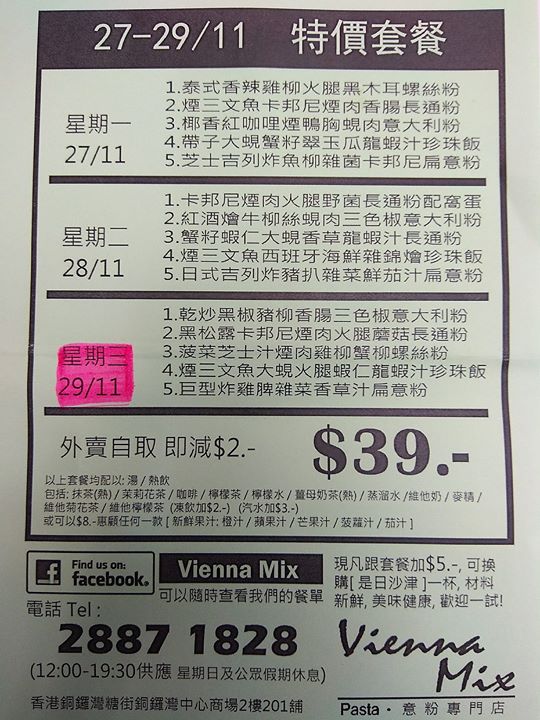 27-29/11 特價套餐
星期一
27/11
1.泰式香辣雞柳火腿黑木耳螺絲粉
2.煙三文魚卡邦尼煙肉香腸長通粉
3.椰香紅咖哩煙鴨胸蜆肉意大利粉
4.帶子大蜆蟹籽翠玉瓜龍蝦汁珍珠飯
5.芝士吉列炸魚柳雜菌卡邦尼扁意粉
星期二
28/11
1.卡邦尼煙肉火腿野菌長通粉配窩蛋
2.紅酒燴牛柳絲蜆肉三色椒意大利粉
3.蟹籽蝦仁大蜆香草龍蝦汁長通粉
4.煙三文魚西班牙海鮮雜錦燴珍珠飯
5.日式吉列炸豬扒雜菜鮮茄汁扁意粉
星期三
29/11
1.乾炒黑椒豬柳香腸三色椒意大利粉
2.黑松露卡邦尼煙肉火腿蘑菇長通粉
3.菠菜芝士汁煙肉雞柳蟹柳螺絲粉
4.煙三文魚大蜆火腿蝦仁龍蝦汁珍珠飯
5.巨型炸雞脾雜菜香草汁扁意粉
外賣自取 即減$2.-
$39.-
以上套餐均配以: 湯 / 熱飲
包括: 抹茶(熱) / 茉莉花茶 / 咖啡 / 檸檬茶 / 檸檬水 / 薑母奶茶(熱) / 蒸溜水 / 維他奶 / 麥精 /
維他菊花茶 / 維他檸檬茶 (凍飲加$2.-) (汽水加$3.-)
或可以$8.-惠顧任何一款 [ 新鮮果汁: 橙汁 / 蘋果汁 / 芒果汁 / 菠蘿汁 / 茄汁 ]
f Find us on:
facebook.
Vienna Mix
可以隨時查看我們的餐單
現凡跟套餐加$5.-, 可換
購[ 是日沙津 ]一杯, 材料
新鮮, 美味健康, 歡迎一試!
電話 Tel :
2887 1828
(12:00-19:30供應 星期日及公眾假期休息)
香港銅鑼灣糖街銅鑼灣中心商場2樓201舖
Vienna
Mix
Pasta · 意粉專門店